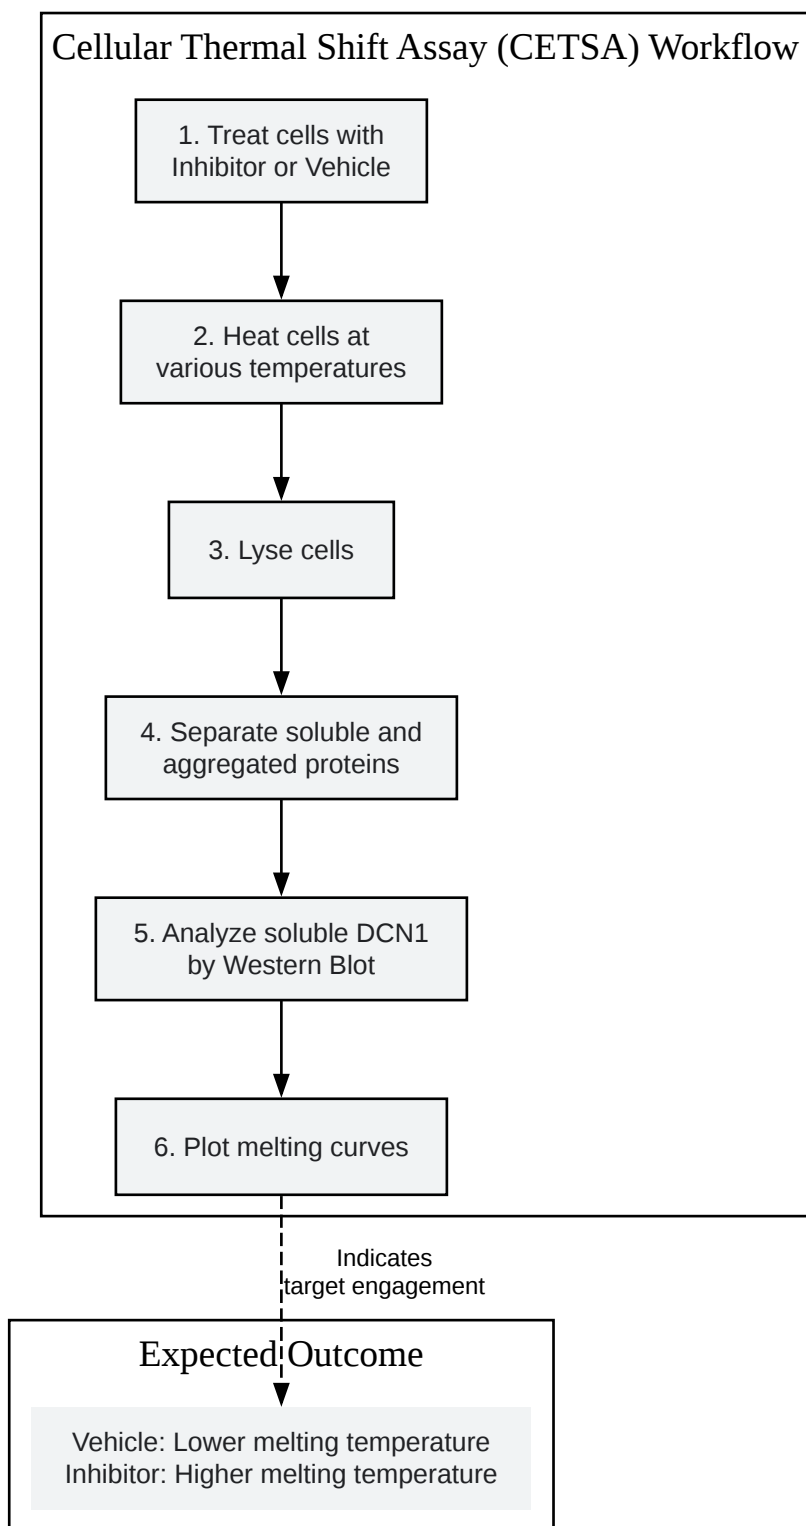 Cellular Thermal Shift Assay (CETSA) Workflow
1. Treat cells with
Inhibitor or Vehicle
2. Heat cells at
various temperatures
3. Lyse cells
4. Separate soluble and
aggregated proteins
5. Analyze soluble DCN1
by Western Blot
6. Plot melting curves
Indicates
target engagement
Expected Outcome
Vehicle: Lower melting temperature
Inhibitor: Higher melting temperature